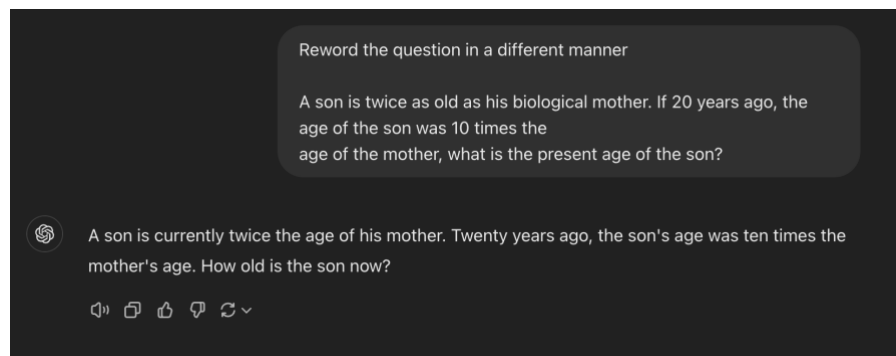 Reword the question in a different manner
A son is twice as old as his biological mother. If 20 years ago, the
age of the son was 10 times the
age of the mother, what is the present age of the son?
A son is currently twice the age of his mother. Twenty years ago, the son's age was ten times the
mother's age. How old is the son now?